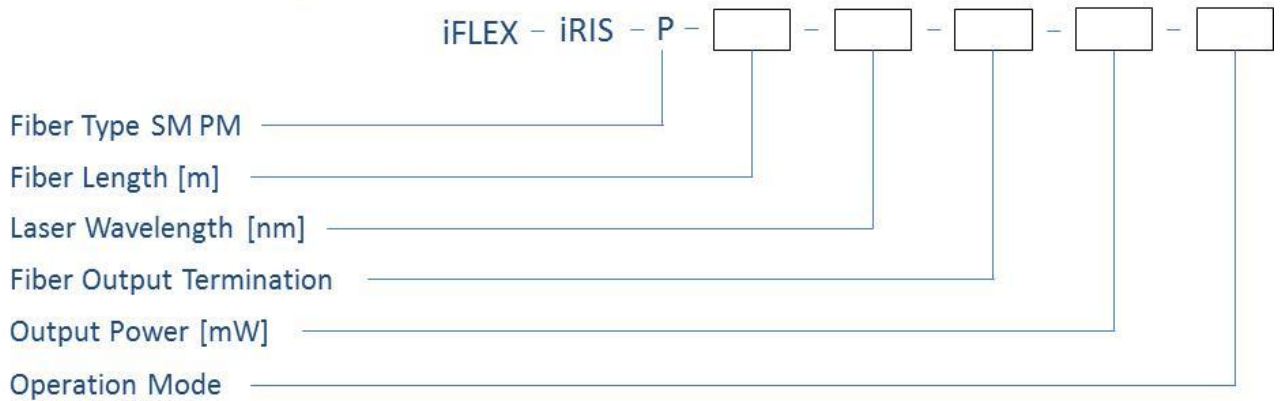 iFLEX - iRIS - P - - - - -
Fiber Type SM PM
Fiber Length [m]
Laser Wavelength [nm]
Fiber Output Termination
Output Power [mW]
Operation Mode